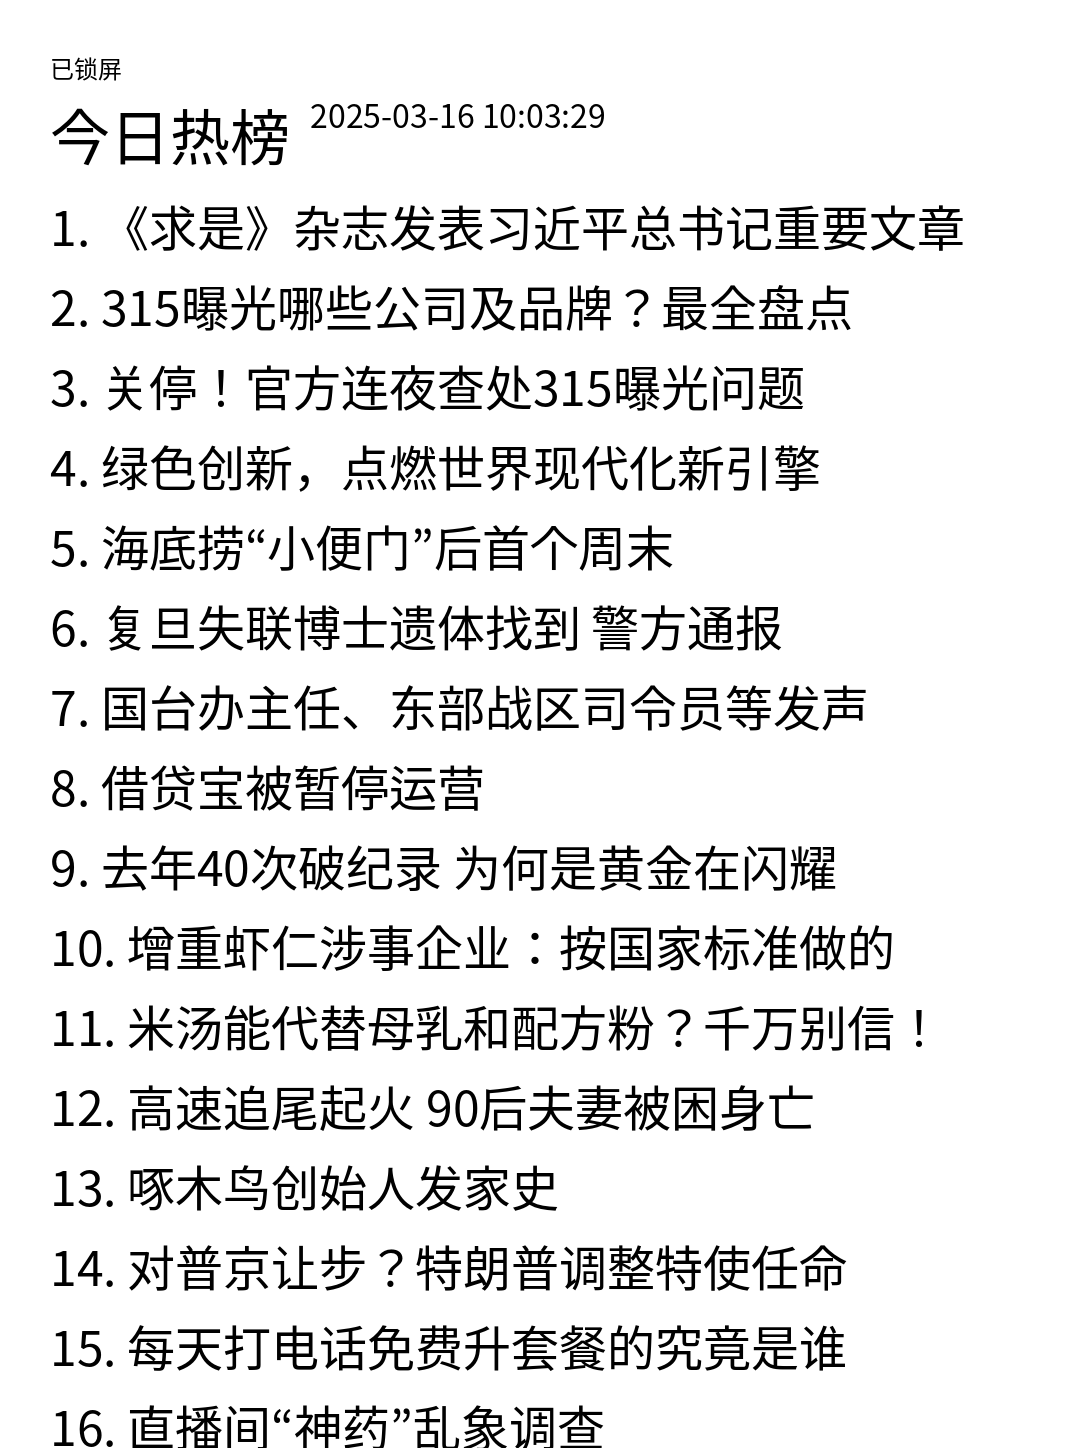 已锁屏
今日热榜 2025-03-16 10:03:29
1. 《求是》杂志发表习近平总书记重要文章
2. 315曝光哪些公司及品牌？最全盘点
3. 关停！官方连夜查处315曝光问题
4. 绿色创新，点燃世界现代化新引擎
5. 海底捞“小便门”后首个周末
6. 复旦失联博士遗体找到 警方通报
7. 国台办主任、东部战区司令员等发声
8. 借贷宝被暂停运营
9. 去年40次破纪录 为何是黄金在闪耀
10. 增重虾仁涉事企业：按国家标准做的
11. 米汤能代替母乳和配方粉？千万别信！
12. 高速追尾起火 90后夫妻被困身亡
13. 啄木鸟创始人发家史
14. 对普京让步？特朗普调整特使任命
15. 每天打电话免费升套餐的究竟是谁
16. 直播间“神药”乱象调查